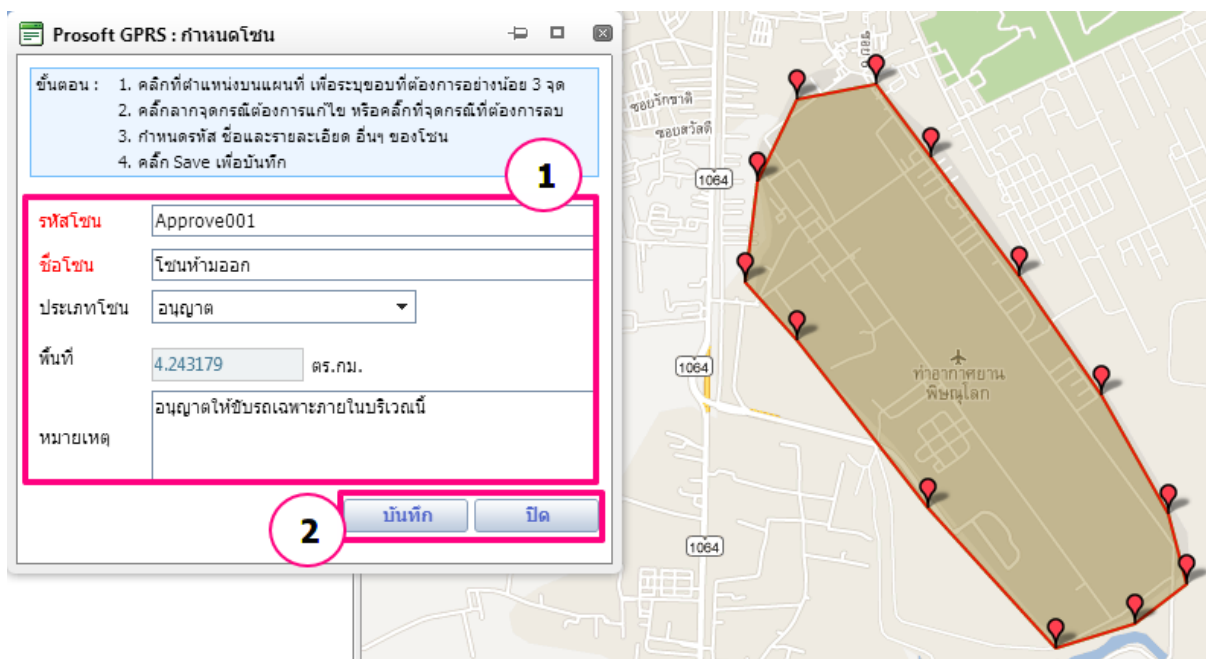 Prosoft GPRS : กำหนดโซน
ขั้นตอน : 1. คลิกที่ตำแหน่งบนแผนที่ เพื่อระบุขอบที่ต้องการอย่างน้อย 3 จุด
2. คลิ๊กลากจุดกรณีต้องการแก้ไข หรือคลิ๊กที่จุดกรณีที่ต้องการลบ
3. กำหนดรหัส ชื่อและรายละเอียด อื่นๆ ของโซน
4. คลิ๊ก Save เพื่อบันทึก
1
รหัสโซน Approve001
ชื่อโซน โซนห้ามออก
ประเภทโซน อนุญาต
พื้นที่ 4.243179 ตร.กม.
หมายเหตุ อนุญาตให้ขับรถเฉพาะภายในบริเวณนี้
2
บันทึก ปิด
ซอยรักชาติ
ซอยสวัสดี
1064
1064
1064
ท่าอากาศยาน
พิษณุโลก